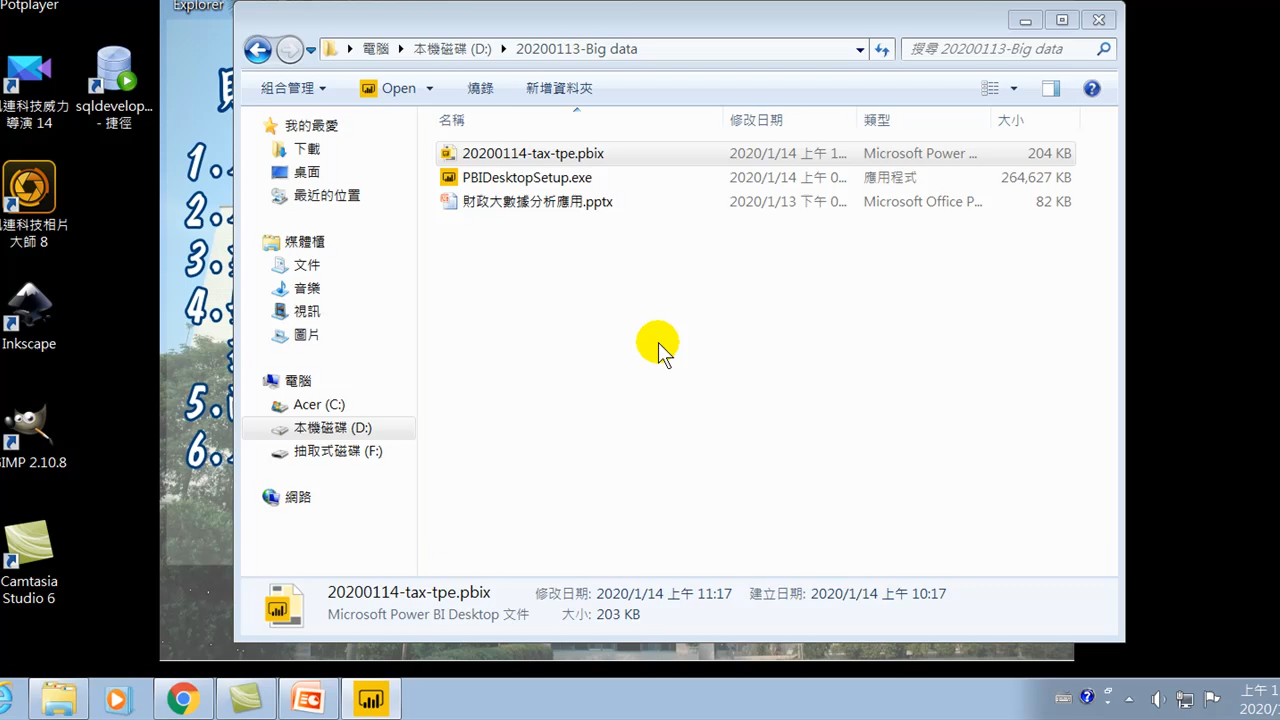 Potplayer
Explorer
電腦 本機磁碟 (D:) 20200113-Big data
搜尋 20200113-Big data
組合管理 Open 燒錄 新增資料夾
名稱 修改日期 類型 大小
20200114-tax-tpe.pbix 2020/1/14 上午 1... Microsoft Power ... 204 KB
PBIDesktopSetup.exe 2020/1/14 上午 0... 應用程式 264,627 KB
財政大數據分析應用.pptx 2020/1/13 下午 0... Microsoft Office P... 82 KB
我的最愛
下載
桌面
最近的位置
媒體櫃
文件
音樂
視訊
圖片
電腦
Acer (C:)
本機磁碟 (D:)
抽取式磁碟 (F:)
網路
20200114-tax-tpe.pbix 修改日期: 2020/1/14 上午 11:17 建立日期: 2020/1/14 上午 10:17
Microsoft Power BI Desktop 文件 大小: 203 KB
訊連科技威力
導演 14
sqldevelop...
- 捷徑
訊連科技相片
大師 8
Inkscape
GIMP 2.10.8
Camtasia
Studio 6
1.
2.
3.
4.
5.
6.
上午 1
2020/